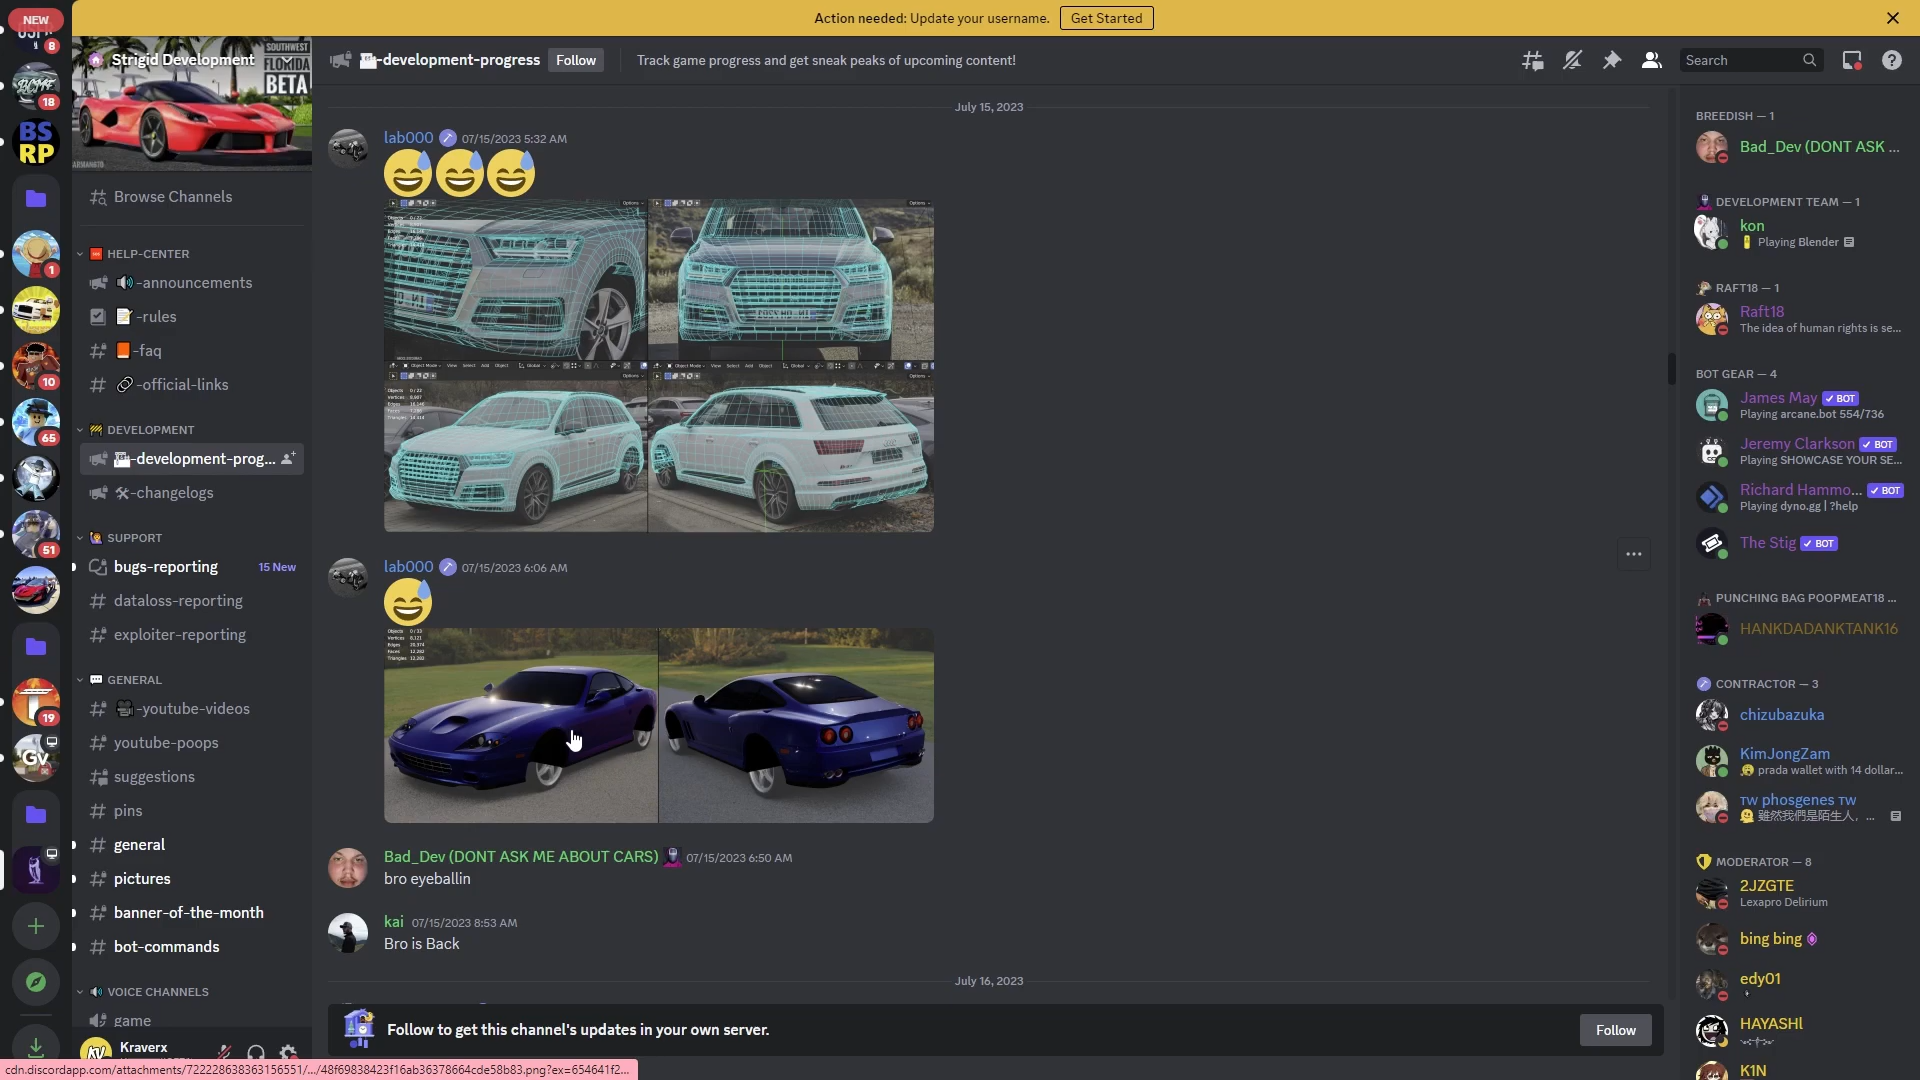 Action needed: Update your username. Get Started
NEW
8
18
BS
RP
1
10
65
51
19
Gv
Strigid Development
SOUTHWEST
FLORIDA
BETA
Browse Channels
HELP-CENTER
-announcements
-rules
-faq
-official-links
DEVELOPMENT
-development-prog...
-changelogs
SUPPORT
bugs-reporting 15 New
dataloss-reporting
exploiter-reporting
GENERAL
-youtube-videos
youtube-poops
suggestions
pins
general
pictures
banner-of-the-month
bot-commands
VOICE CHANNELS
game
KV Kraverx
cdn.discordapp.com/attachments/722228638363156551/.../48f69838423f16ab36378664cde58b83.png?ex=654641f2...
-development-progress Follow Track game progress and get sneak peaks of upcoming content!
Search
July 15, 2023
lab000 07/15/2023 5:32 AM
lab000 07/15/2023 6:06 AM
Bad_Dev (DONT ASK ME ABOUT CARS) 07/15/2023 6:50 AM
bro eyeballin
kai 07/15/2023 8:53 AM
Bro is Back
July 16, 2023
Follow to get this channel's updates in your own server. Follow
BREEDISH — 1
Bad_Dev (DONT ASK ...
DEVELOPMENT TEAM — 1
kon
Playing Blender
RAFT18 — 1
Raft18
The idea of human rights is se...
BOT GEAR — 4
James May BOT
Playing arcane.bot 554/736
Jeremy Clarkson BOT
Playing SHOWCASE YOUR SE...
Richard Hammo... BOT
Playing dyno.gg | ?help
The Stig BOT
PUNCHING BAG POOPMEAT18 ...
HANKDADANKTANK16
CONTRACTOR — 3
chizubazuka
KimJongZam
prada wallet with 14 dollar...
TW phosgenes TW
雖然我們是陌生人，...
MODERATOR — 8
2JZGTE
Lexapro Delirium
bing bing
edy01
HAYASHI
K1N